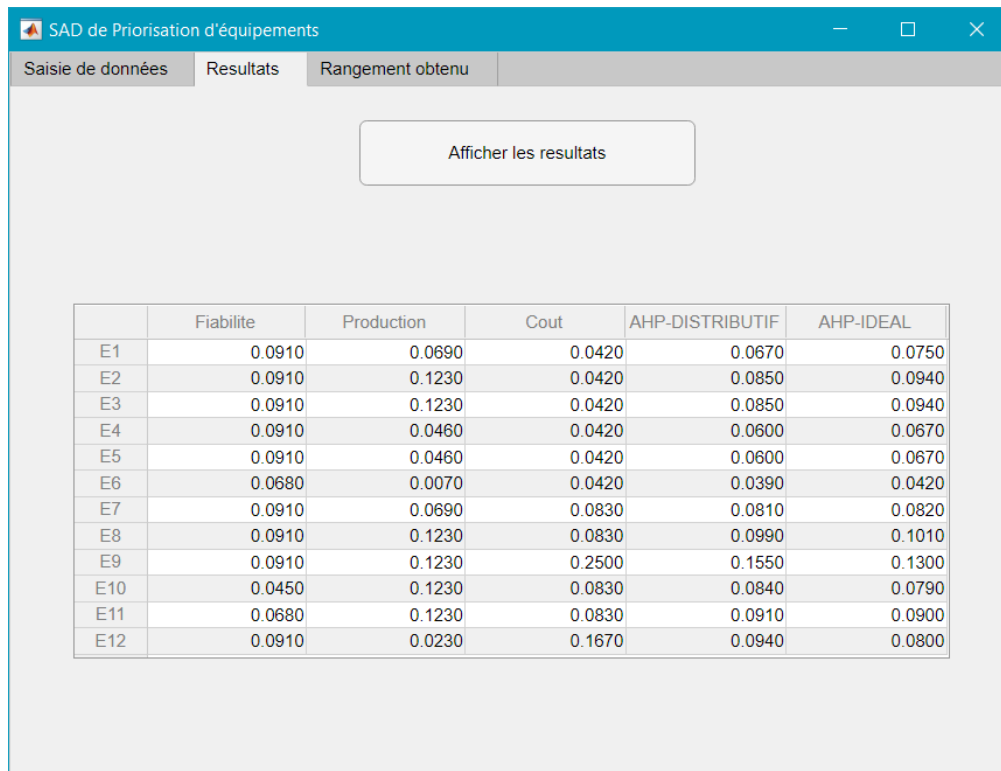 SAD de Priorisation d'équipements
Saisie de données Resultats Rangement obtenu
Afficher les resultats
Fiabilite Production Cout AHP-DISTRIBUTIF AHP-IDEAL
E1 0.0910 0.0690 0.0420 0.0670 0.0750
E2 0.0910 0.1230 0.0420 0.0850 0.0940
E3 0.0910 0.1230 0.0420 0.0850 0.0940
E4 0.0910 0.0460 0.0420 0.0600 0.0670
E5 0.0910 0.0460 0.0420 0.0600 0.0670
E6 0.0680 0.0070 0.0420 0.0390 0.0420
E7 0.0910 0.0690 0.0830 0.0810 0.0820
E8 0.0910 0.1230 0.0830 0.0990 0.1010
E9 0.0910 0.1230 0.2500 0.1550 0.1300
E10 0.0450 0.1230 0.0830 0.0840 0.0790
E11 0.0680 0.1230 0.0830 0.0910 0.0900
E12 0.0910 0.0230 0.1670 0.0940 0.0800